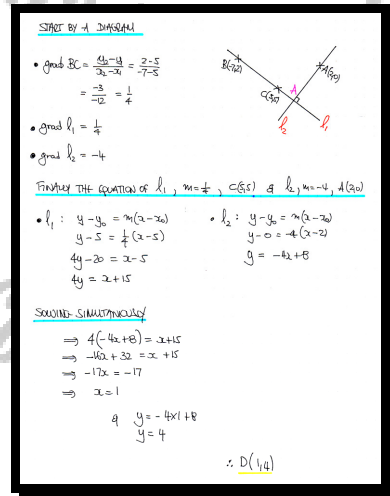 START BY A DIAGRAM
• grad BC = (y₂-y₁)/(x₂-x₁) = (2-5)/(-7-5)
= -3/-12 = 1/4
B(-7,2)
A(2,0)
A
C(5,5)
l₂
l₁
• grad l₁ = 1/4
• grad l₂ = -4
FINALLY THE EQUATION OF l₁, m=1/4, C(5,5) & l₂, m=-4, A(2,0)
• l₁: y-y₀ = m(x-x₀)
y-5 = 1/4(x-5)
4y-20 = x-5
4y = x+15
• l₂: y-y₀ = m(x-x₀)
y-0 = -4(x-2)
y = -4x+8
SOLVING SIMULTANEOUSLY
⇒ 4(-4x+8) = x+15
⇒ -16x+32 = x+15
⇒ -17x = -17
⇒ x=1
& y = -4×1+8
y = 4
∴ D(1,4)